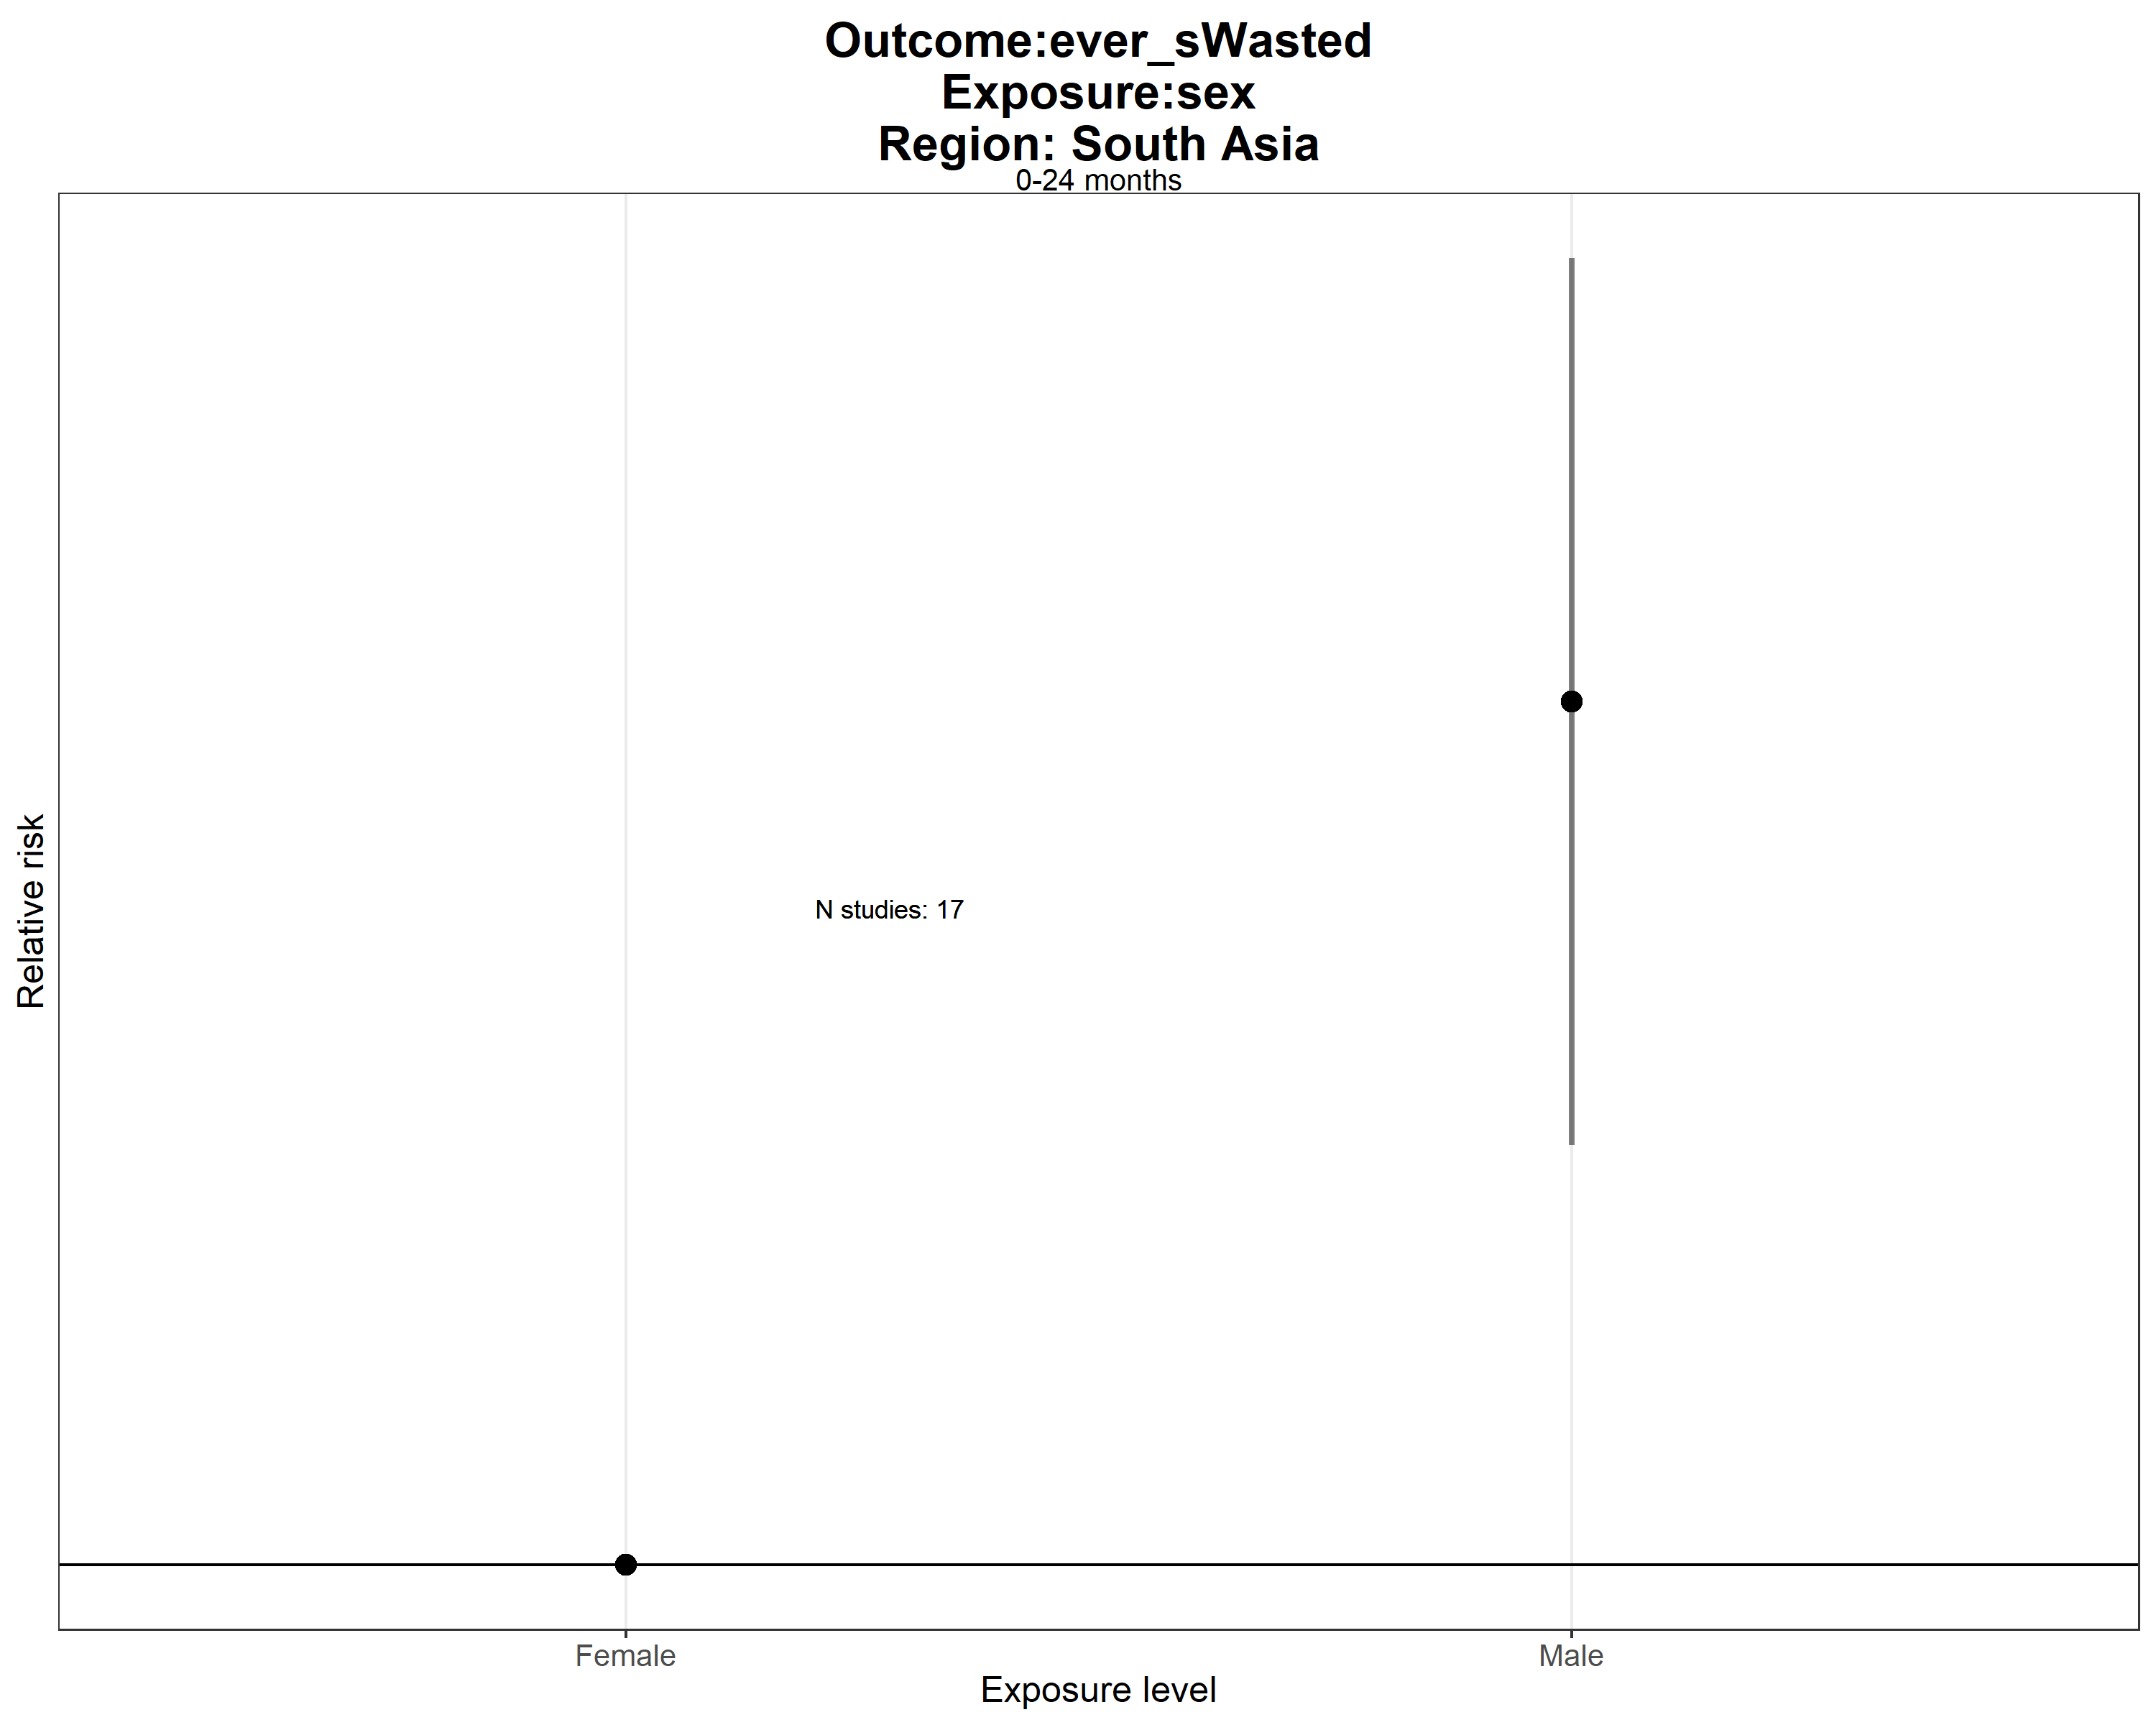 Outcome:ever_sWasted
Exposure:sex
Region: South Asia
0-24 months
Relative risk
N studies: 17
Female
Male
Exposure level